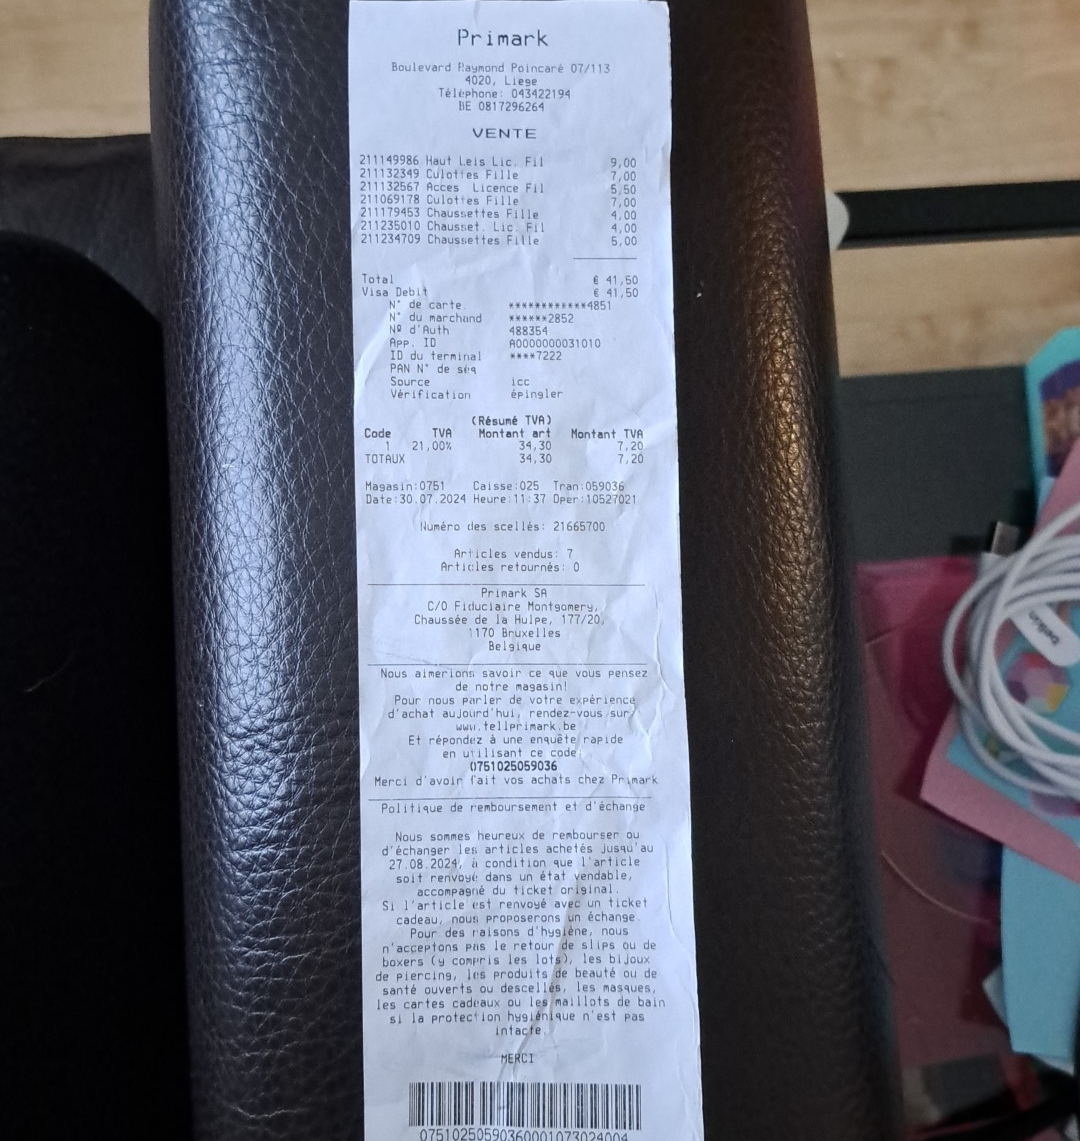 Primark
Boulevard Raymond Poincaré 07/113
4020, Liege
Téléphone: 043422194
BE 0817296264
VENTE
211149986 Haut Leis Lic. Fil 9,00
211132349 Culottes Fille 7,00
211132567 Acces Licence Fil 5,50
211069178 Culottes Fille 7,00
211179453 Chaussettes Fille 4,00
211235010 Chausset. Lic. Fil 4,00
211234709 Chaussettes Fille 5,00
Total € 41,50
Visa Debit € 41,50
N° de carte. ************4851
N° du marchand ******2852
Nº d'Auth 488354
App. ID A0000000031010
ID du terminal ****7222
PAN N° de séq
Source icc
Vérification épingler
(Résumé TVA)
Code TVA Montant art Montant TVA
1 21,00% 34,30 7,20
TOTAUX 34,30 7,20
Magasin:0751 Caisse:025 Tran:059036
Date:30.07.2024 Heure:11:37 Oper:10527021
Numéro des scellés: 21665700
Articles vendus: 7
Articles retournés: 0
Primark SA
C/O Fiduciaire Montgomery,
Chaussée de la Hulpe, 177/20,
1170 Bruxelles
Belgique
Nous aimerions savoir ce que vous pensez
de notre magasin!
Pour nous parler de votre expérience
d'achat aujourd'hui, rendez-vous sur
www.tellprimark.be
Et répondez à une enquête rapide
en utilisant ce code:
0751025059036
Merci d'avoir fait vos achats chez Primark
Politique de remboursement et d'échange
Nous sommes heureux de rembourser ou
d'échanger les articles achetés jusqu'au
27.08.2024, à condition que l'article
soit renvoyé dans un état vendable,
accompagné du ticket original.
Si l'article est renvoyé avec un ticket
cadeau, nous proposerons un échange.
Pour des raisons d'hygiène, nous
n'acceptons pas le retour de slips ou de
boxers (y compris les lots), les bijoux
de piercing, les produits de beauté ou de
santé ouverts ou descellés, les masques,
les cartes cadeaux ou les maillots de bain
si la protection hygiénique n'est pas
intacte.
MERCI
07510250590360001073024004
belkin